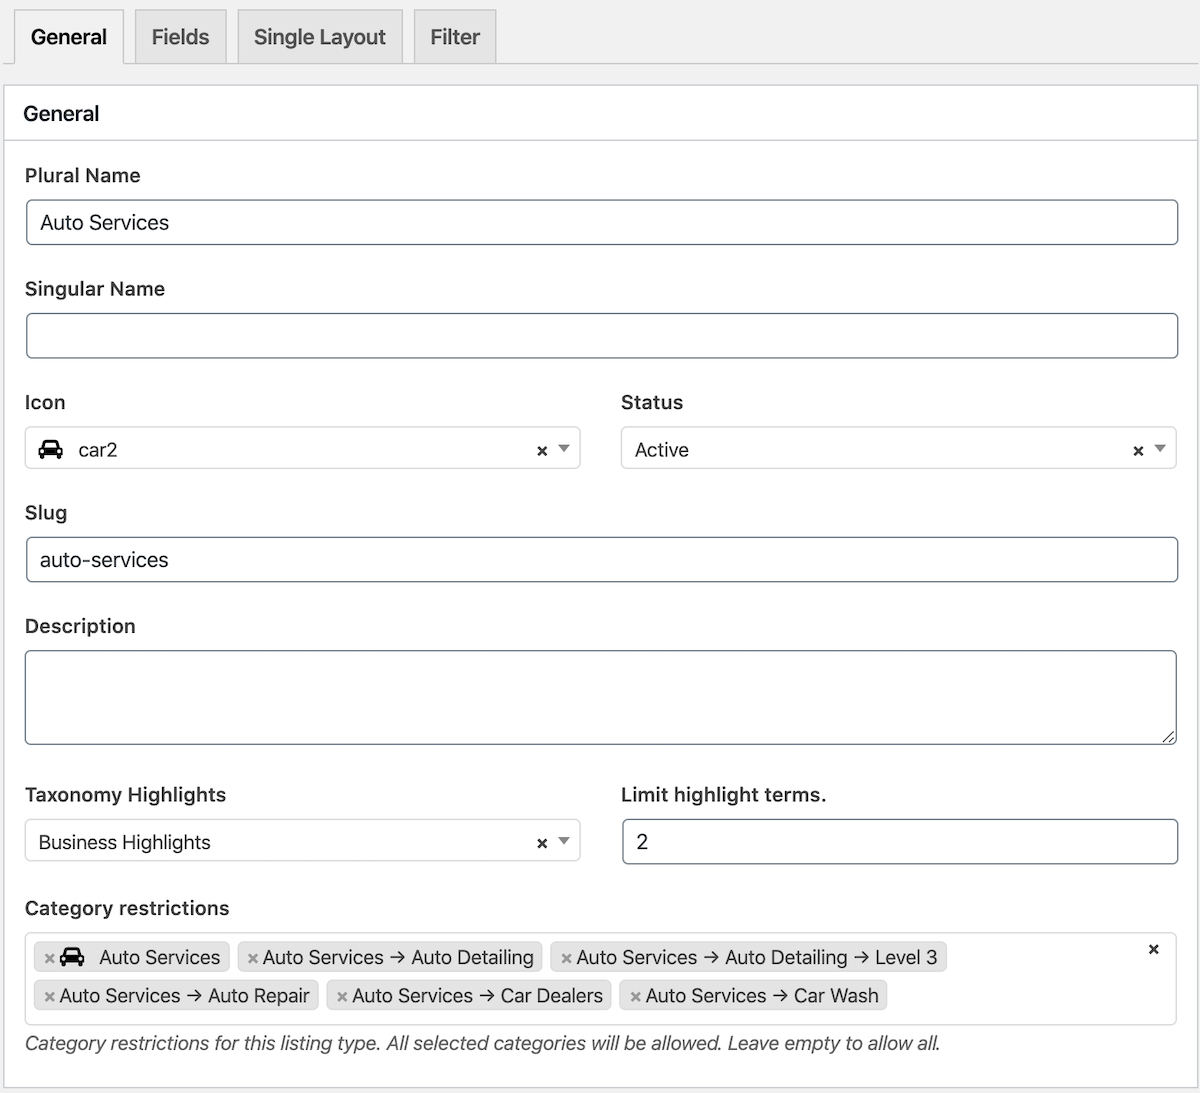 General Fields Single Layout Filter
General
Plural Name
Auto Services
Singular Name
Icon Status
car2 × Active ×
Slug
auto-services
Description
Taxonomy Highlights Limit highlight terms.
Business Highlights × 2
Category restrictions
× Auto Services × Auto Services → Auto Detailing × Auto Services → Auto Detailing → Level 3 ×
× Auto Services → Auto Repair × Auto Services → Car Dealers × Auto Services → Car Wash
Category restrictions for this listing type. All selected categories will be allowed. Leave empty to allow all.